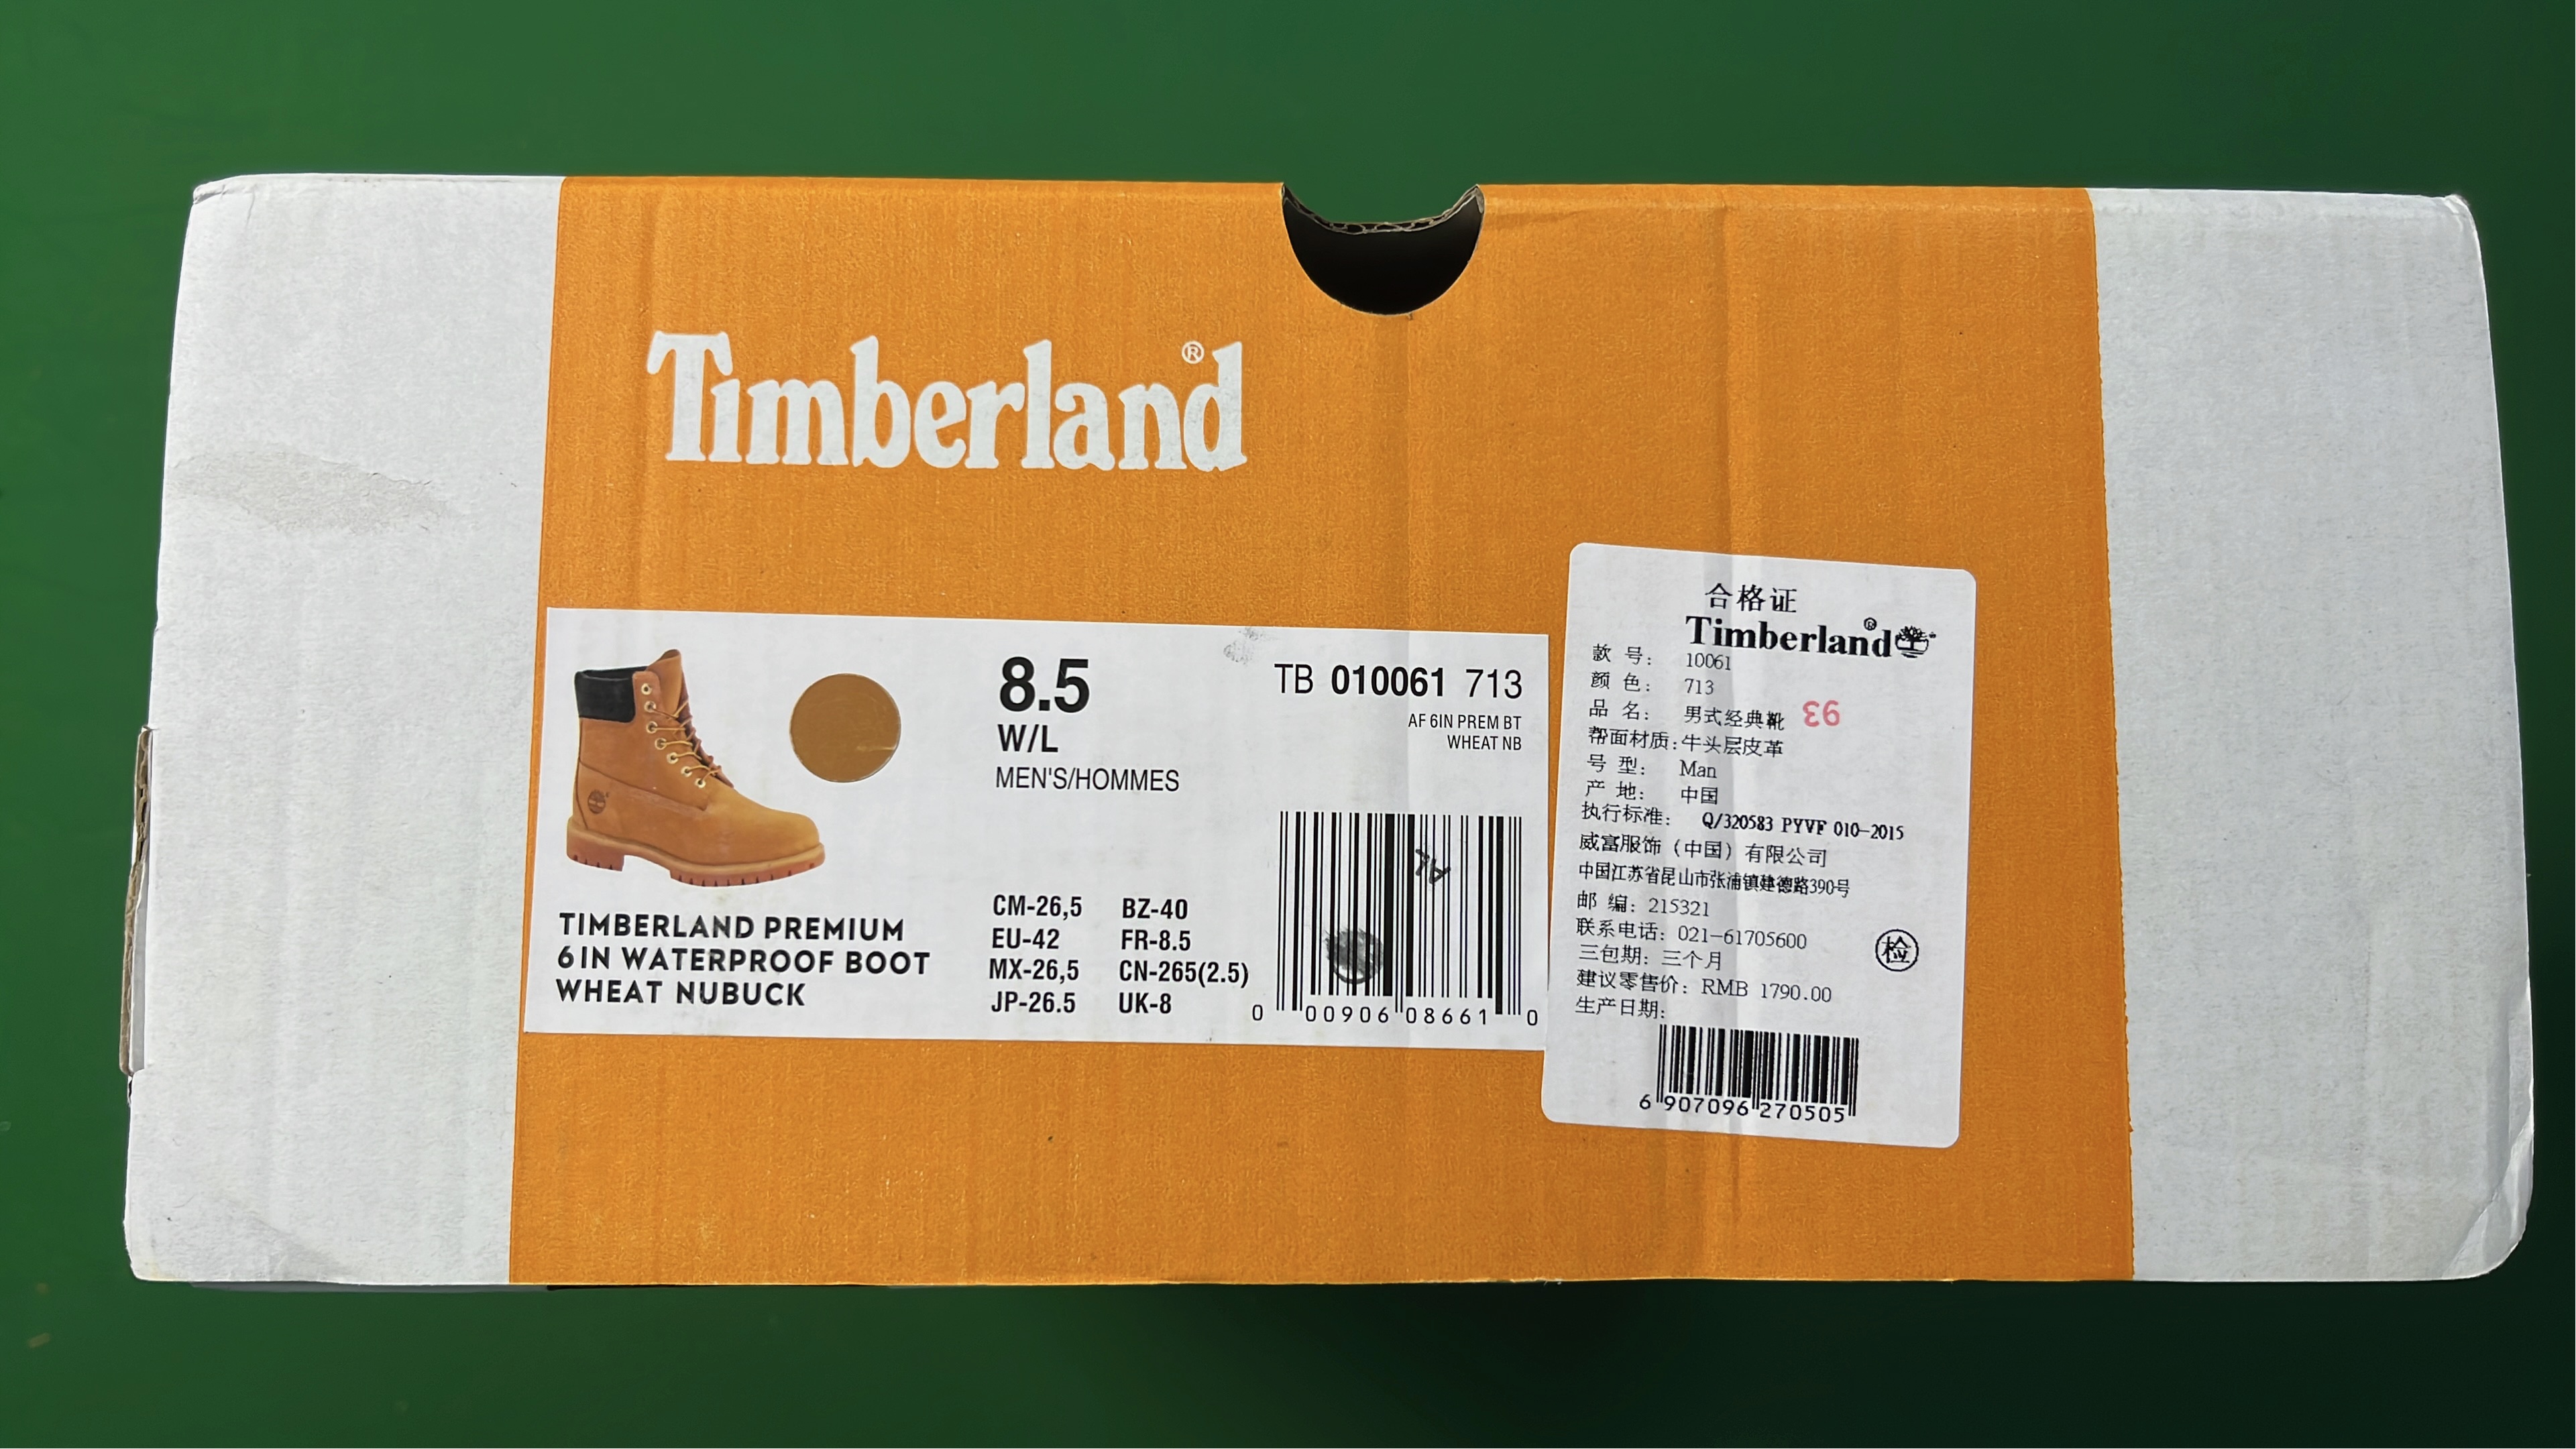 Timberland®
8.5
W/L
MEN'S/HOMMES
TB 010061 713
AF 6IN PREM BT
WHEAT NB
TIMBERLAND PREMIUM
6IN WATERPROOF BOOT
WHEAT NUBUCK
CM-26,5 BZ-40
EU-42 FR-8.5
MX-26,5 CN-265(2.5)
JP-26.5 UK-8
0 00906 08661 0
合格证
Timberland®
款 号: 10061
颜 色: 713
品 名: 男式经典靴
帮面材质:牛头层皮革
号 型: Man
产 地: 中国
执行标准: Q/320583 PYVF 010-2015
威富服饰（中国）有限公司
中国江苏省昆山市张浦镇建德路390号
邮 编: 215321
联系电话: 021-61705600
三包期: 三个月
检
建议零售价: RMB 1790.00
生产日期:
6 907096 270505